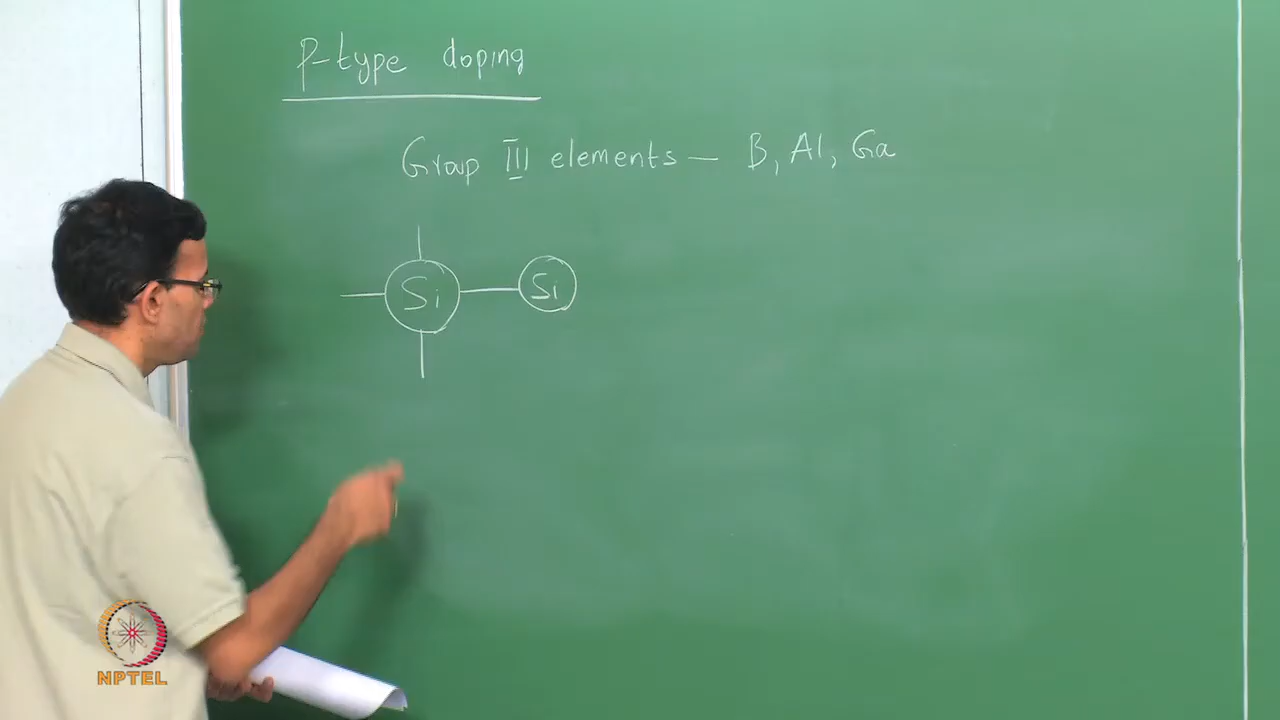 p-type doping
Group III elements — B, Al, Ga
Si Si
NPTEL